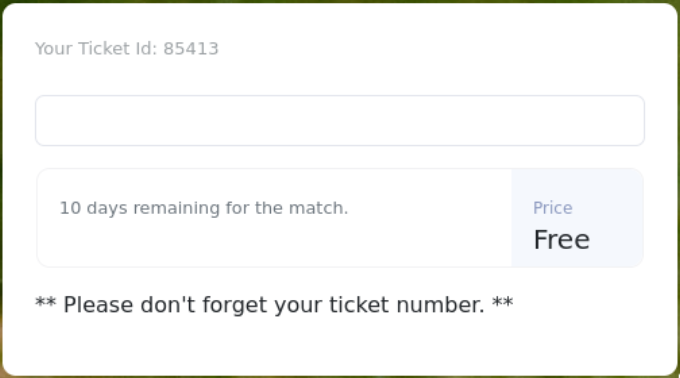 Your Ticket Id: 85413
10 days remaining for the match.
Price
Free
** Please don't forget your ticket number. **